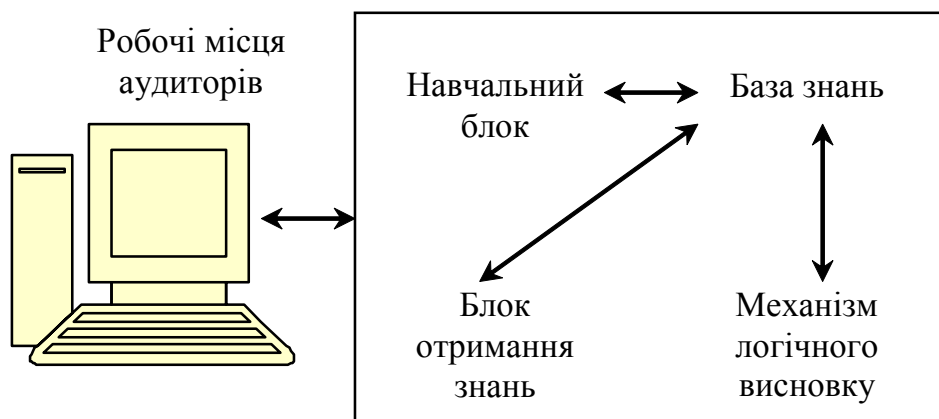 Робочі місця
аудиторів
Навчальний
блок
База знань
Блок
отримання
знань
Механізм
логічного
висновку